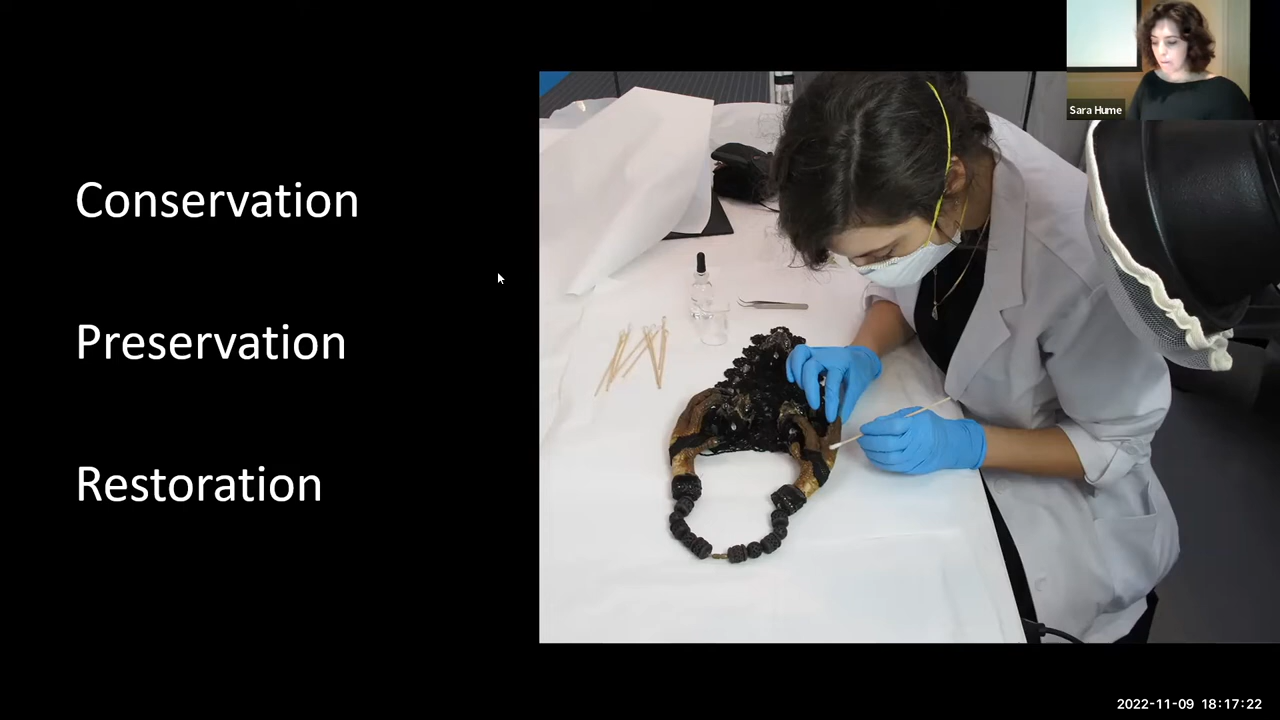 Conservation
Preservation
Restoration
Sara Hume
2022-11-09 18:17:22